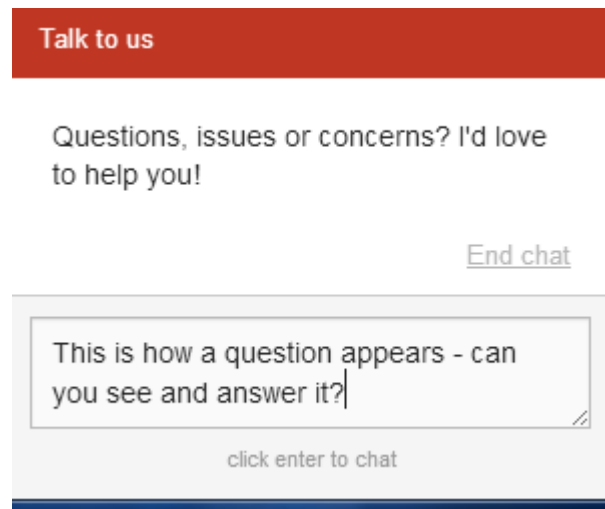 Talk to us
Questions, issues or concerns? I'd love
to help you!
End chat
This is how a question appears - can
you see and answer it?
click enter to chat